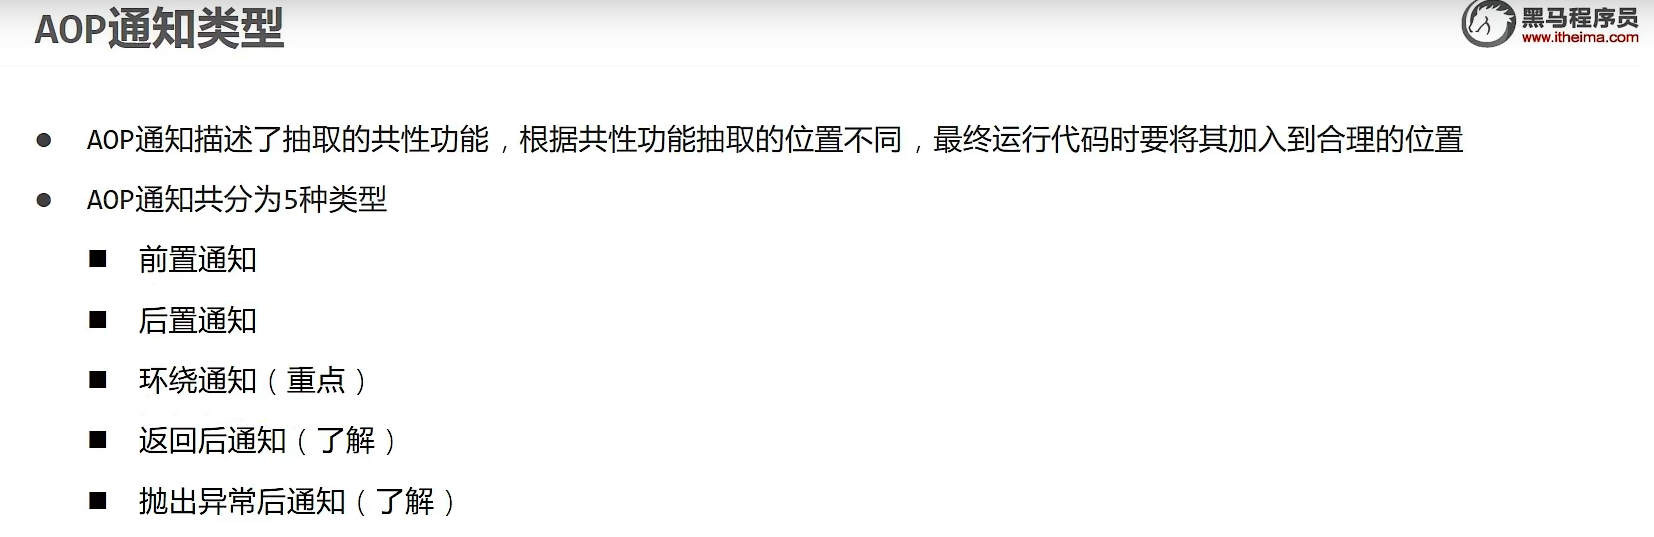 AOP通知类型
黑马程序员
www.itheima.com
AOP通知描述了抽取的共性功能，根据共性功能抽取的位置不同，最终运行代码时要将其加入到合理的位置
AOP通知共分为5种类型
前置通知
后置通知
环绕通知（重点）
返回后通知（了解）
抛出异常后通知（了解）